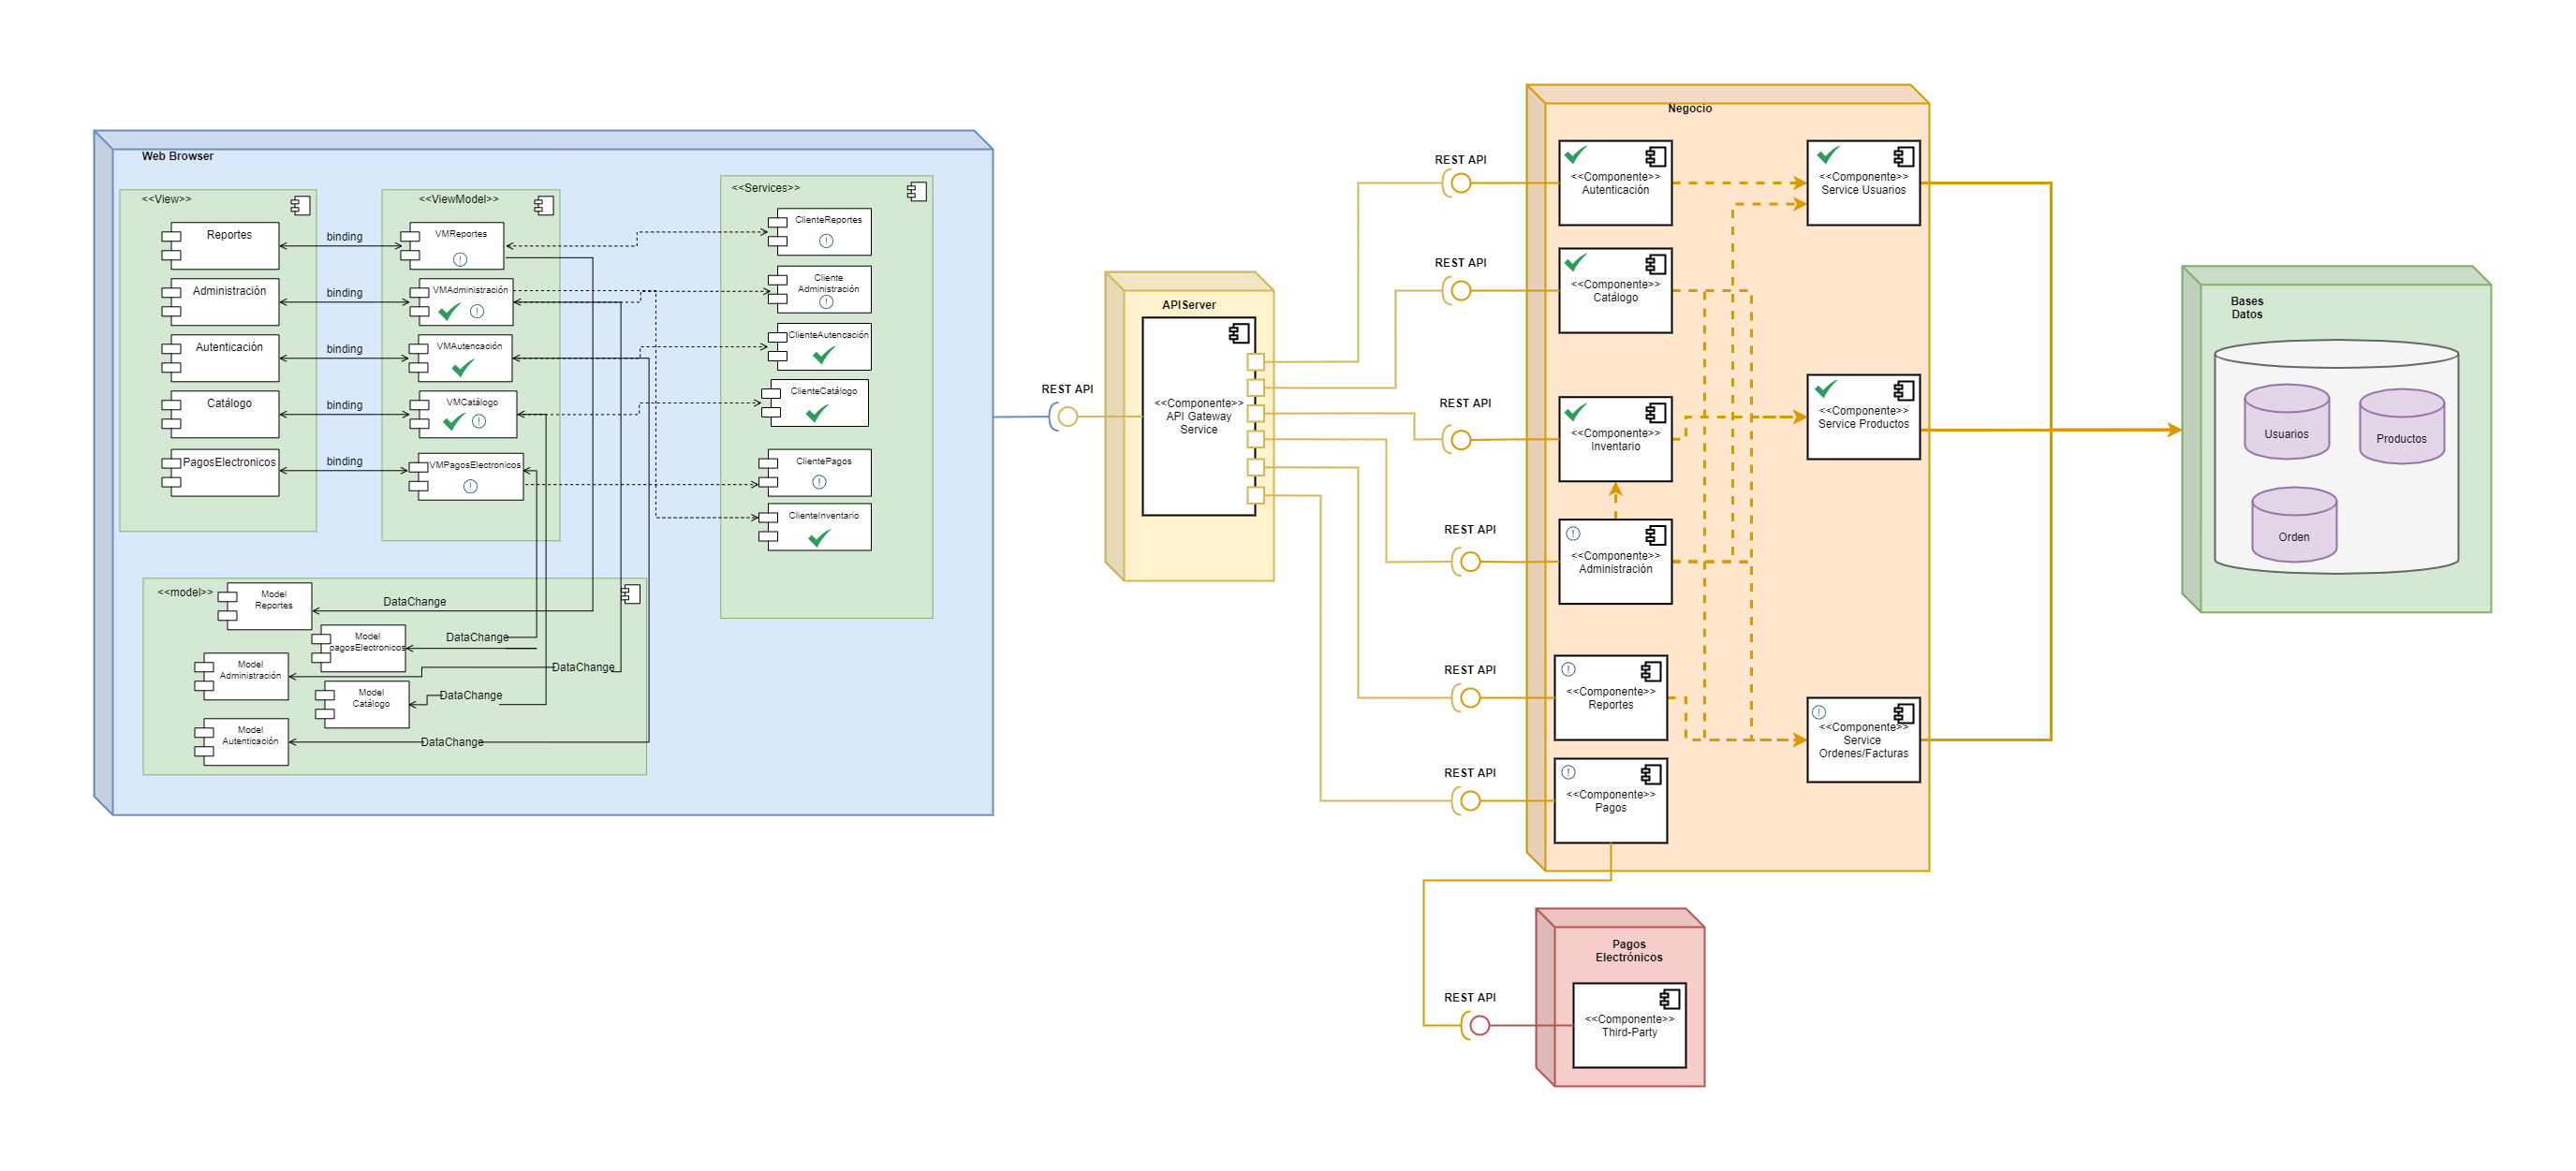 Web Browser
<<View>>
Reportes
Administración
Autenticación
Catálogo
PagosElectronicos
binding
binding
binding
binding
binding
<<ViewModel>>
VMReportes
VMAdministración
VMAutencación
VMCatálogo
VMPagosElectronicos
<<Services>>
ClienteReportes
Cliente
Administración
ClienteAutencación
ClienteCatálogo
ClientePagos
ClienteInventario
<<model>>
Model
Reportes
Model
pagosElectronicos
Model
Administración
Model
Catálogo
Model
Autenticación
DataChange
DataChange
DataChange
DataChange
DataChange
REST API
APIServer
<<Componente>>
API Gateway
Service
REST API
REST API
REST API
REST API
REST API
REST API
Negocio
<<Componente>>
Autenticación
<<Componente>>
Catálogo
<<Componente>>
Inventario
<<Componente>>
Administración
<<Componente>>
Reportes
<<Componente>>
Pagos
<<Componente>>
Service Usuarios
<<Componente>>
Service Productos
<<Componente>>
Service
Ordenes/Facturas
REST API
Pagos
Electrónicos
<<Componente>>
Third-Party
Bases
Datos
Usuarios
Productos
Orden